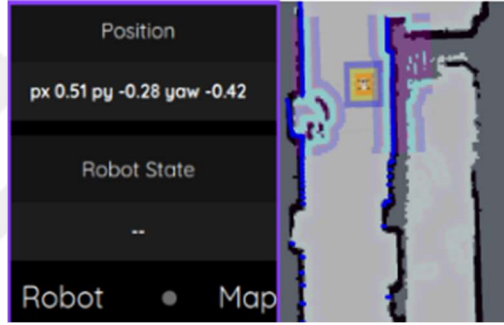 Position
px 0.51 py -0.28 yaw -0.42
Robot State
--
Robot
Map